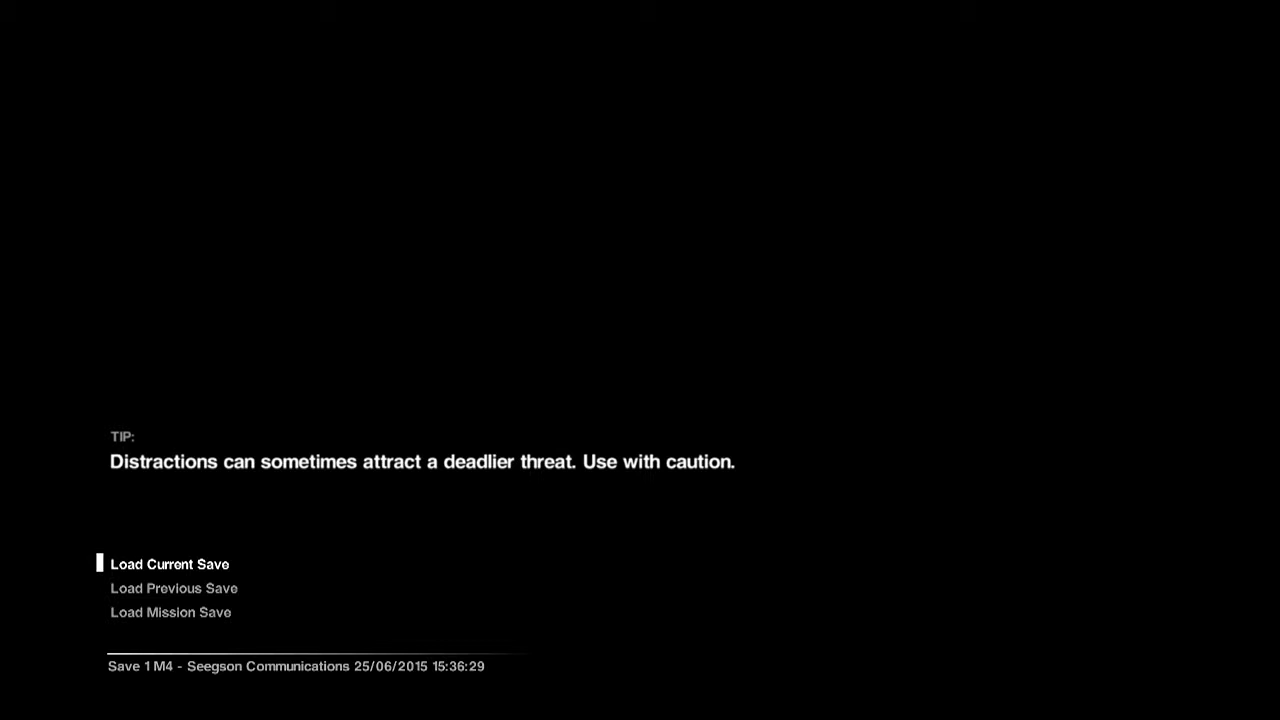 TIP:
Distractions can sometimes attract a deadlier threat. Use with caution.
Load Current Save
Load Previous Save
Load Mission Save
Save 1 M4 - Seegson Communications 25/06/2015 15:36:29